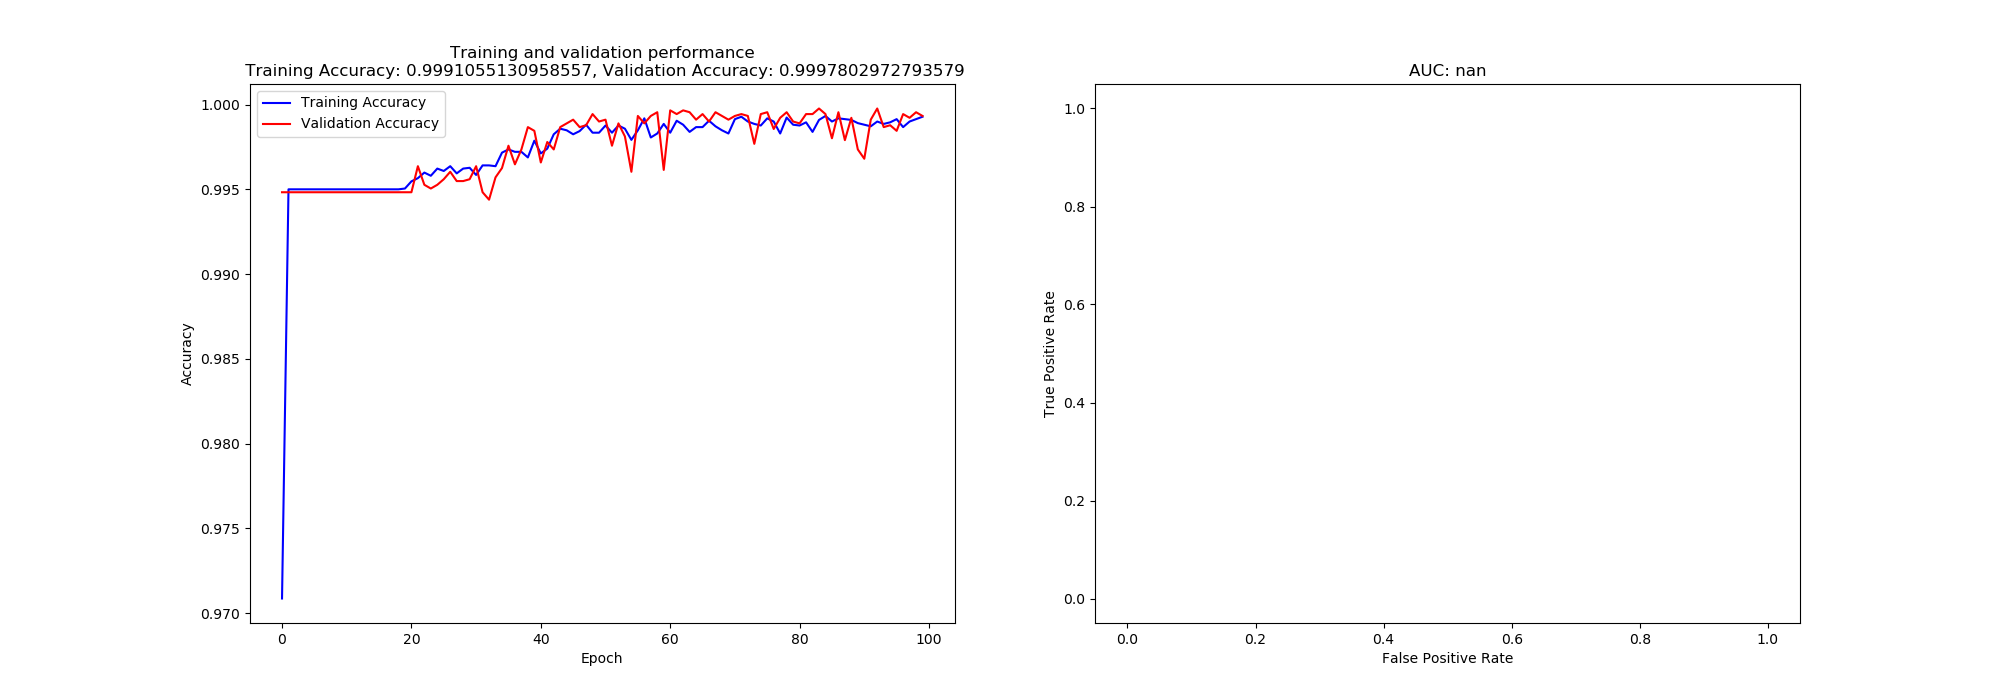 Training and validation performance
Training Accuracy: 0.9991055130958557, Validation Accuracy: 0.9997802972793579
Training Accuracy
Validation Accuracy
1.000
0.995
0.990
0.985
0.980
0.975
0.970
Accuracy
0
20
40
60
80
100
Epoch
AUC: nan
1.0
0.8
0.6
0.4
0.2
0.0
True Positive Rate
0.0
0.2
0.4
0.6
0.8
1.0
False Positive Rate